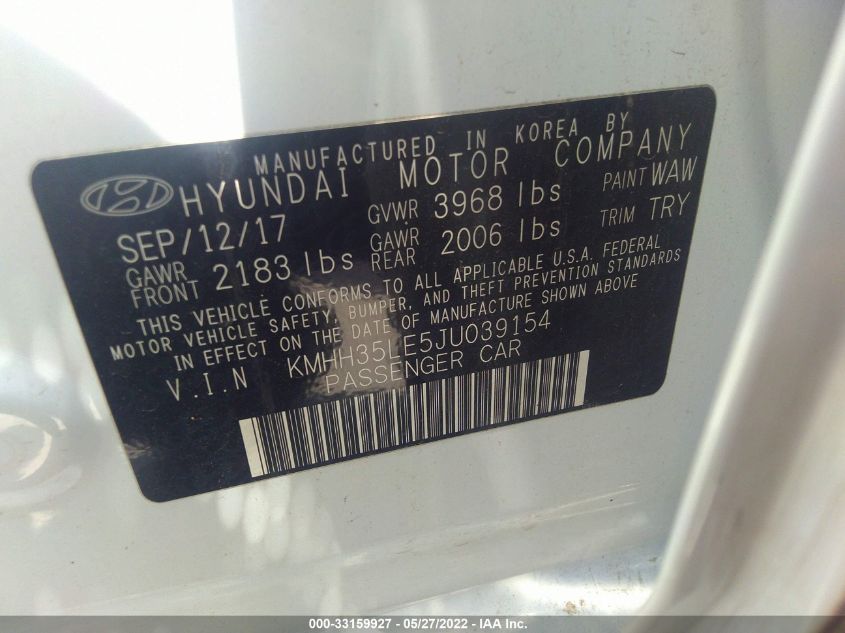 MANUFACTURED IN KOREA BY
HYUNDAI MOTOR COMPANY
SEP/12/17 GVWR 3968 lbs PAINT WAW
GAWR FRONT 2183 lbs GAWR REAR 2006 lbs TRIM TRY
THIS VEHICLE CONFORMS TO ALL APPLICABLE U.S.A. FEDERAL
MOTOR VEHICLE SAFETY, BUMPER, AND THEFT PREVENTION STANDARDS
IN EFFECT ON THE DATE OF MANUFACTURE SHOWN ABOVE
V.I.N KMHH35LE5JU039154
PASSENGER CAR
000-33159927 - 05/27/2022 - IAA Inc.